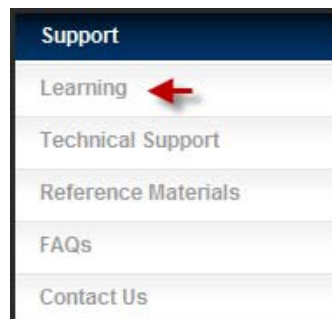 Support
Learning
Technical Support
Reference Materials
FAQs
Contact Us